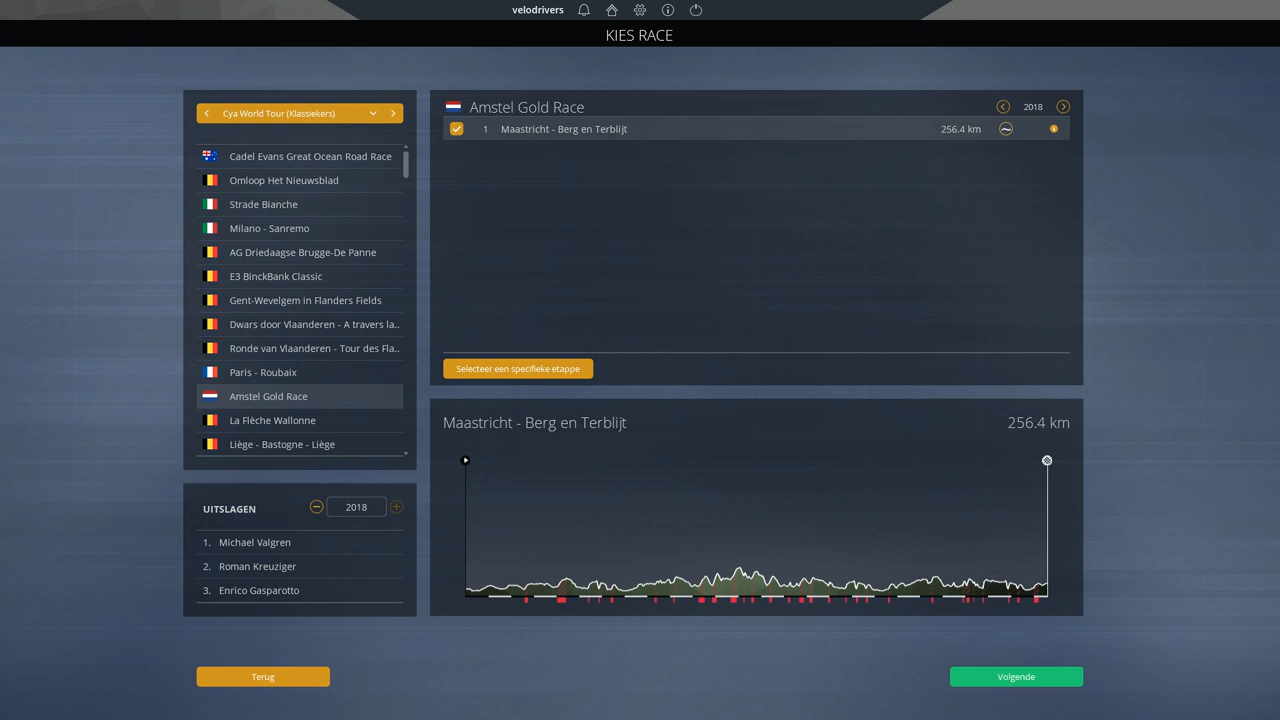 velodrivers
KIES RACE
Cya World Tour (Klassiekers)
Cadel Evans Great Ocean Road Race
Omloop Het Nieuwsblad
Strade Bianche
Milano - Sanremo
AG Driedaagse Brugge-De Panne
E3 BinckBank Classic
Gent-Wevelgem in Flanders Fields
Dwars door Vlaanderen - A travers la..
Ronde van Vlaanderen - Tour des Fla..
Paris - Roubaix
Amstel Gold Race
La Flèche Wallonne
Liège - Bastogne - Liège
UITSLAGEN 2018
1. Michael Valgren
2. Roman Kreuziger
3. Enrico Gasparotto
Amstel Gold Race 2018
1 Maastricht - Berg en Terblijt 256.4 km
Selecteer een specifieke etappe
Maastricht - Berg en Terblijt 256.4 km
Terug
Volgende